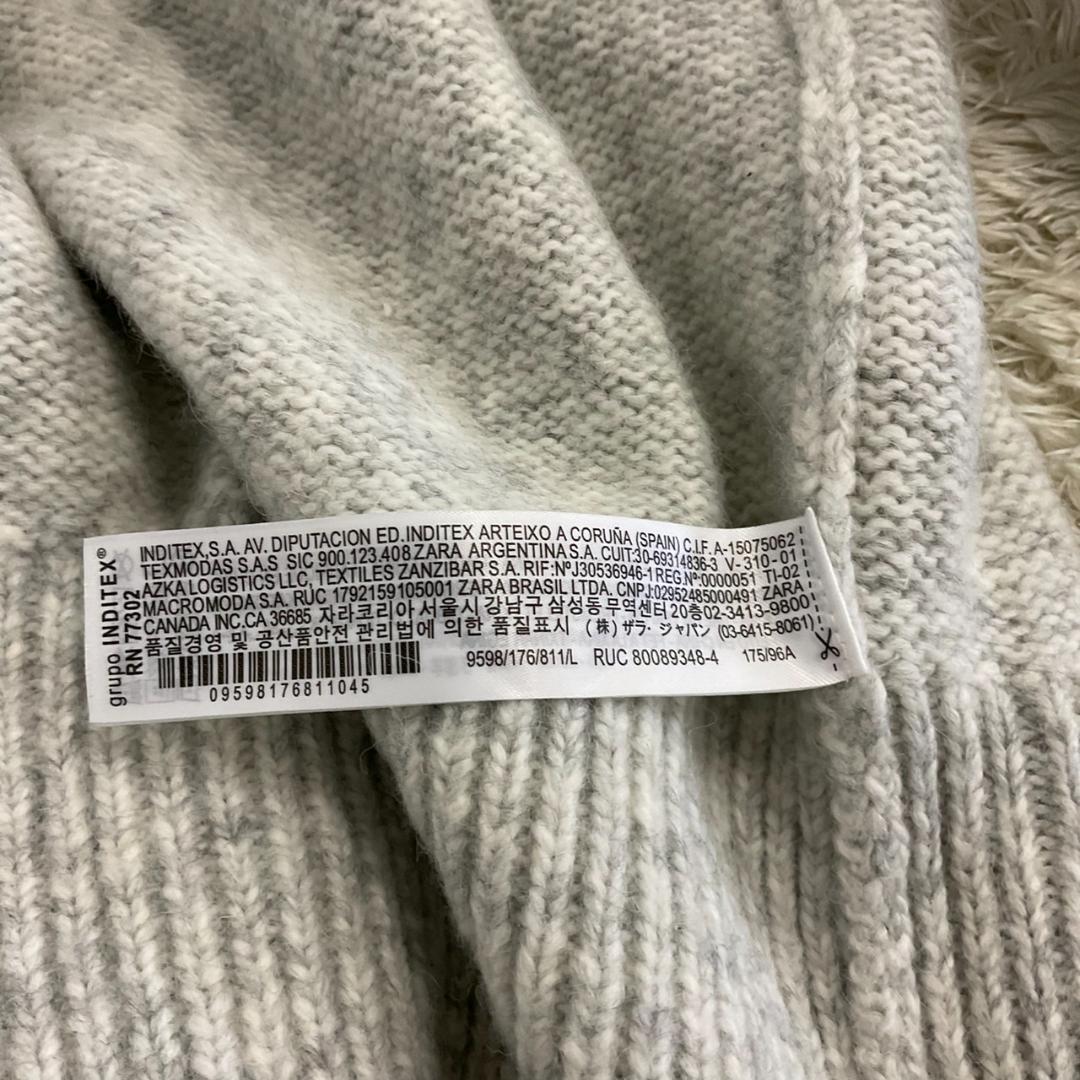 grupo INDITEX®
RN 77302
INDITEX,S.A. AV. DIPUTACION ED.INDITEX ARTEIXO A CORUÑA (SPAIN) C.I.F. A-15075062
TEXMODAS S.A.S SIC 900.123.408 ZARA ARGENTINA S.A. CUIT:30-69314836-3 V-310-01
AZKA LOGISTICS LLC, TEXTILES ZANZIBAR S.A. RIF:NºJ30536946-1 REG.Nº:0000051 TI-02
MACROMODA S.A. RUC 1792159105001 ZARA BRASIL LTDA. CNPJ:02952485000491 ZARA
CANADA INC.CA 36685 자라코리아 서울시 강남구 삼성동 무역센터 20층02-3413-9800
품질경영 및 공산품안전 관리법에 의한 품질표시 (株) ザラ・ジャパン (03-6415-8061)
9598/176/811/L RUC 80089348-4 175/96A
09598176811045